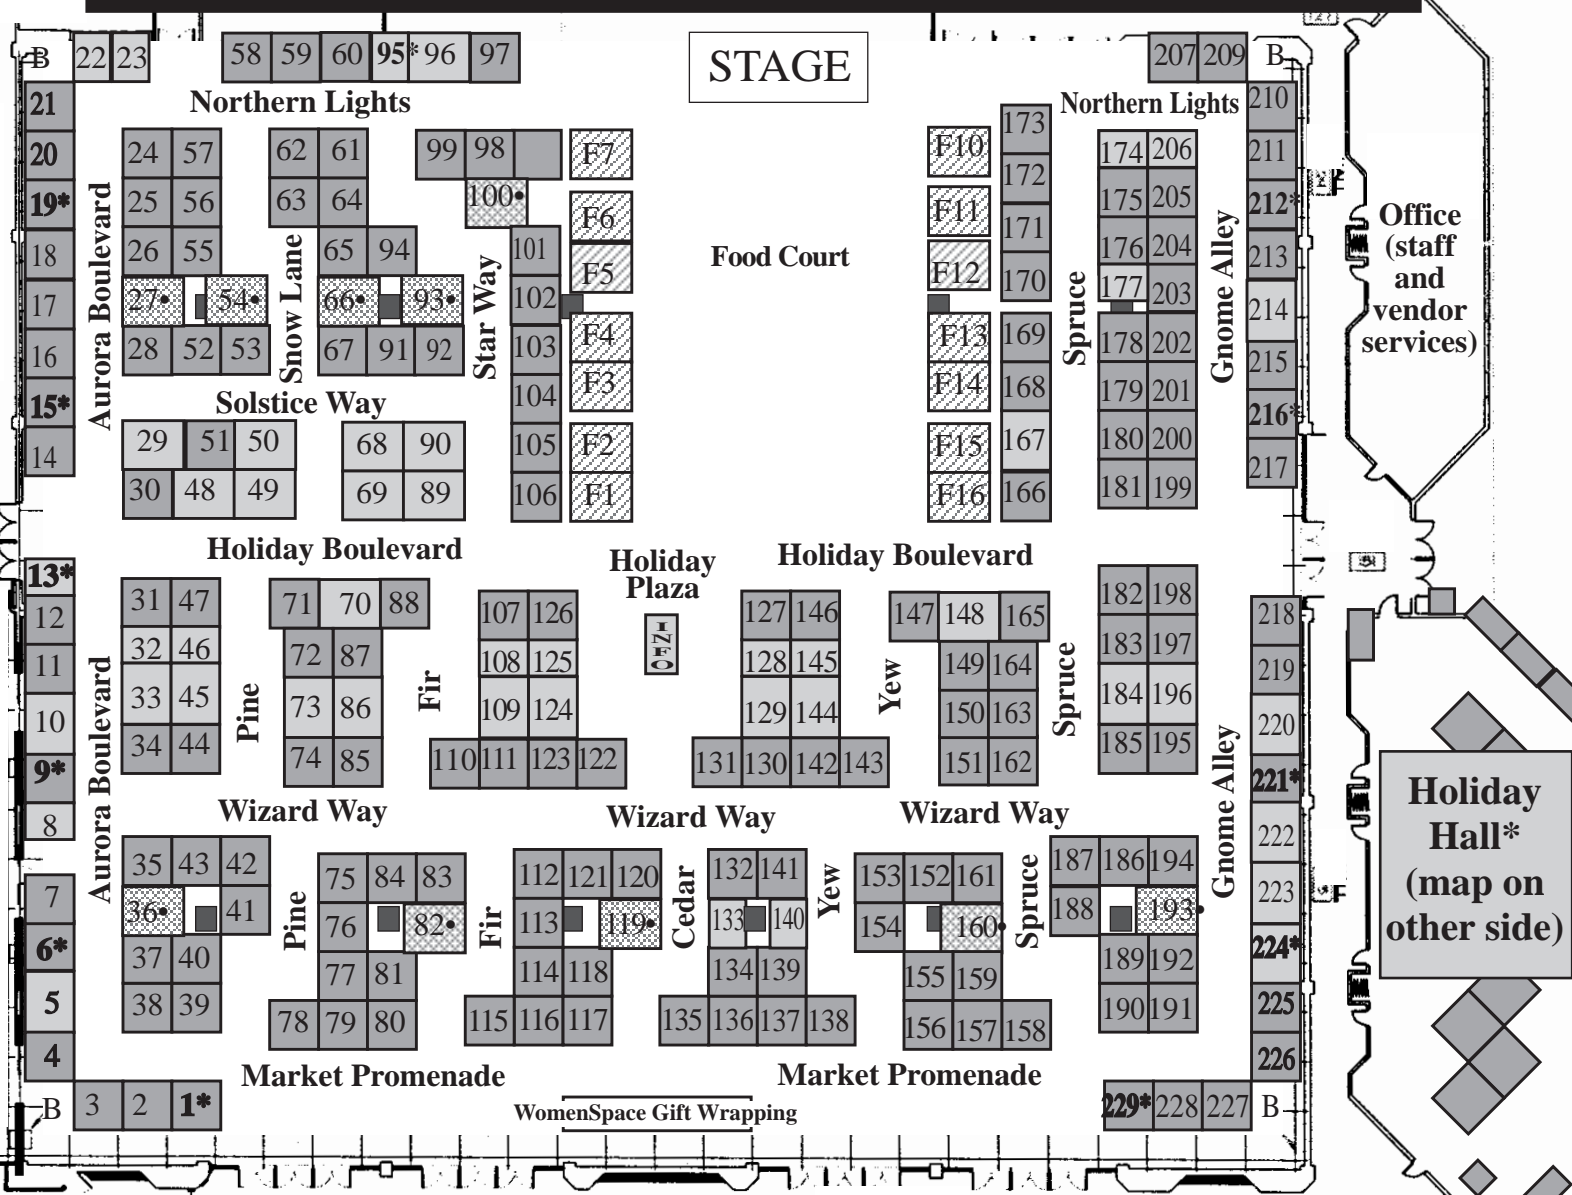 B 22 23 58 59 60 95* 96 97 STAGE 207 209 B
Northern Lights Northern Lights
21 210
173
20 24 57 62 61 99 98 F7 F10 174 206 211
172
19* 25 56 63 64 100• F6 F11 175 205 212*
171
18 26 55 65 94 101 F5 F12 170 176 204 213
17 27• 54• 66• 93• 102 177 203 214
16 28 52 53 67 91 92 103 F4 F13 169 178 202 215
15* 104 F3 F14 168 179 201 216*
14 29 51 50 68 90 105 F2 F15 167 180 200 217
30 48 49 69 89 106 F1 F16 166 181 199
Aurora Boulevard
Snow Lane
Star Way
Solstice Way
Food Court
Spruce
Gnome Alley
Office
(staff
and
vendor
services)
Holiday Boulevard
Holiday
Plaza
INFO
Holiday Boulevard
13*
12 31 47 71 70 88 107 126 127 146 147 148 165 182 198 218
11 32 46 72 87 108 125 128 145 149 164 183 197 219
10 33 45 73 86 109 124 129 144 150 163 184 196 220
9* 34 44 74 85 110 111 123 122 131 130 142 143 151 162 185 195 221*
8 222
Aurora Boulevard
Pine
Fir
Yew
Spruce
Gnome Alley
Wizard Way
Wizard Way
Wizard Way
7 35 43 42 75 84 83 112 121 120 132 141 153 152 161 187 186 194 223
36• 41 76 82• 113 119• 133 140 154 160• 188 193•
6* 37 40 77 81 114 118 134 139 155 159 189 192 224*
5 38 39 78 79 80 115 116 117 135 136 137 138 156 157 158 190 191 225
4 226
Pine
Fir
Cedar
Yew
Spruce
Holiday
Hall*
(map on
other side)
Market Promenade
Market Promenade
B 3 2 1* WomenSpace Gift Wrapping 229* 228 227 B